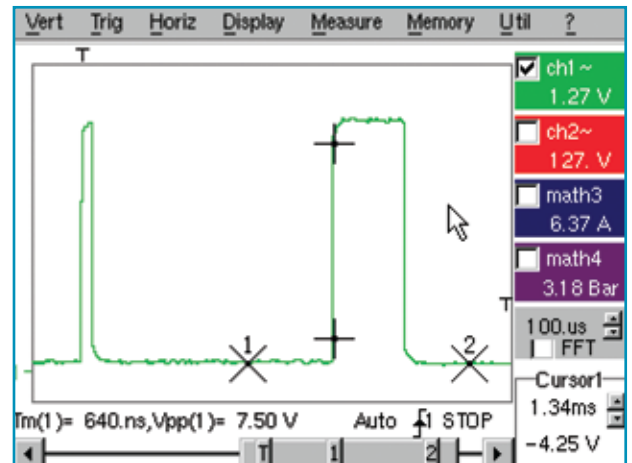 Vert Trig Horiz Display Measure Memory Util ?
T
ch1 ~
1.27 V
ch2~
127. V
math3
6.37 A
math4
3.18 Bar
T
1
2
100.us
FFT
Cursor1
1.34ms
-4.25 V
Tm(1)= 640.ns,Vpp(1)= 7.50 V Auto 1 STOP
T 1 2